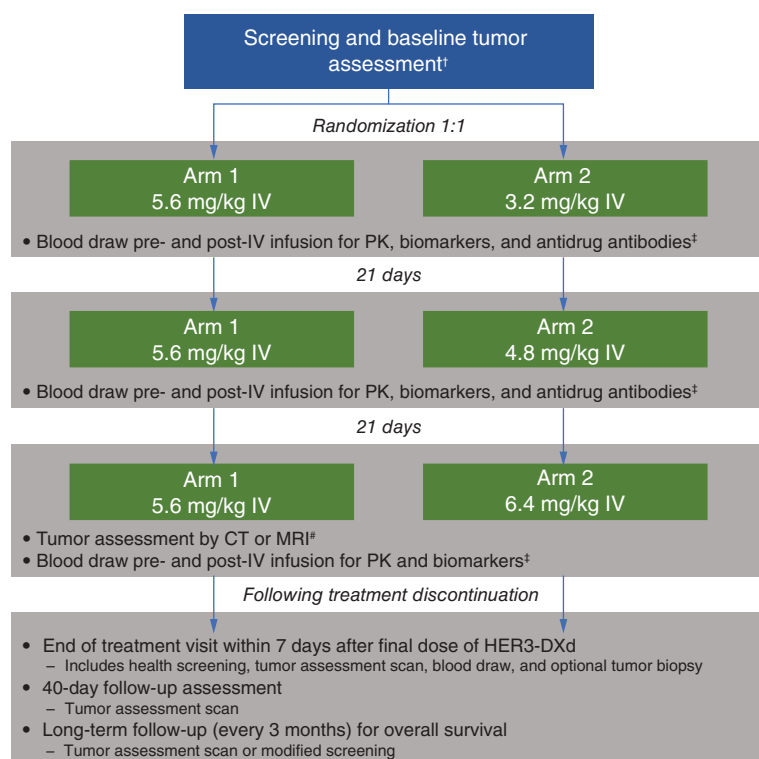 Screening and baseline tumor
assessment†
Randomization 1:1
Arm 1
5.6 mg/kg IV
Arm 2
3.2 mg/kg IV
• Blood draw pre- and post-IV infusion for PK, biomarkers, and antidrug antibodies‡
21 days
Arm 1
5.6 mg/kg IV
Arm 2
4.8 mg/kg IV
• Blood draw pre- and post-IV infusion for PK, biomarkers, and antidrug antibodies‡
21 days
Arm 1
5.6 mg/kg IV
Arm 2
6.4 mg/kg IV
• Tumor assessment by CT or MRI#
• Blood draw pre- and post-IV infusion for PK and biomarkers‡
Following treatment discontinuation
• End of treatment visit within 7 days after final dose of HER3-DXd
– Includes health screening, tumor assessment scan, blood draw, and optional tumor biopsy
• 40-day follow-up assessment
– Tumor assessment scan
• Long-term follow-up (every 3 months) for overall survival
– Tumor assessment scan or modified screening